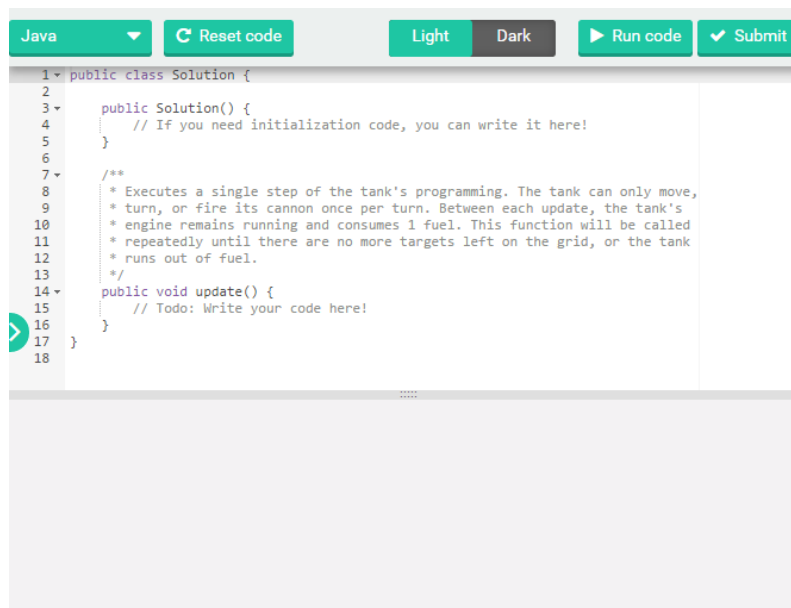 Java Reset code Light Dark Run code Submit
1 public class Solution {
2
3 public Solution() {
4 // If you need initialization code, you can write it here!
5 }
6
7 /**
8 * Executes a single step of the tank's programming. The tank can only move,
9 * turn, or fire its cannon once per turn. Between each update, the tank's
10 * engine remains running and consumes 1 fuel. This function will be called
11 * repeatedly until there are no more targets left on the grid, or the tank
12 * runs out of fuel.
13 */
14 public void update() {
15 // Todo: Write your code here!
16 }
17 }
18